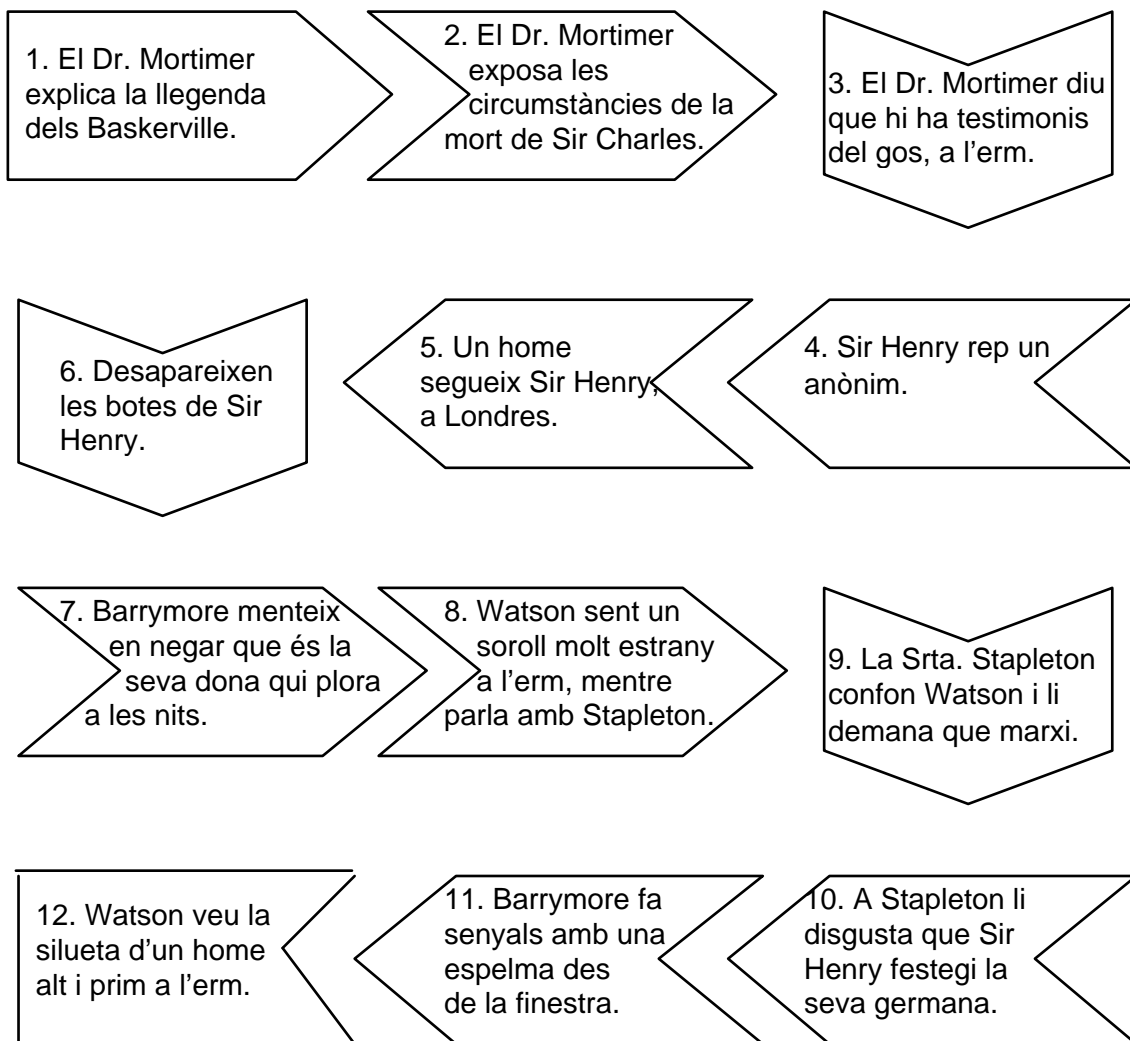 1. El Dr. Mortimer
explica la llegenda
dels Baskerville.
2. El Dr. Mortimer
exposa les
circumstàncies de la
mort de Sir Charles.
3. El Dr. Mortimer diu
que hi ha testimonis
del gos, a l’erm.
4. Sir Henry rep un
anònim.
5. Un home
segueix Sir Henry,
a Londres.
6. Desapareixen
les botes de Sir
Henry.
7. Barrymore menteix
en negar que és la
seva dona qui plora
a les nits.
8. Watson sent un
soroll molt estrany
a l’erm, mentre
parla amb Stapleton.
9. La Srta. Stapleton
confon Watson i li
demana que marxi.
10. A Stapleton li
disgusta que Sir
Henry festegi la
seva germana.
11. Barrymore fa
senyals amb una
espelma des
de la finestra.
12. Watson veu la
silueta d’un home
alt i prim a l’erm.